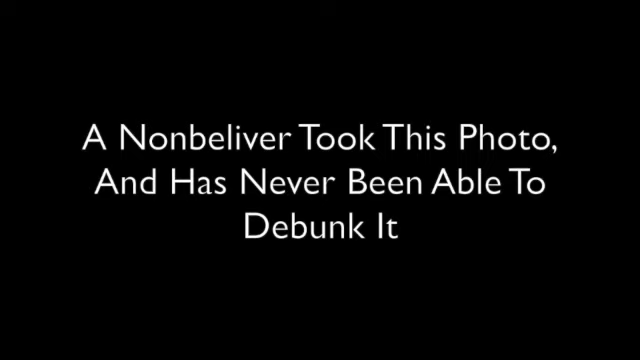 A Nonbeliver Took This Photo,
And Has Never Been Able To
Debunk It